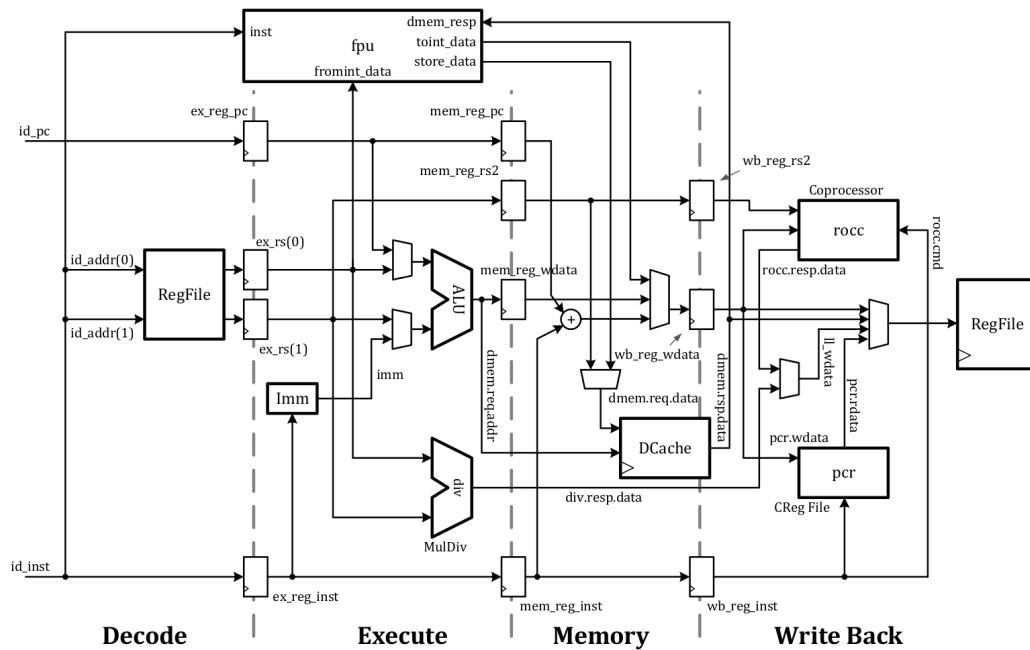 dmem_resp
inst
toint_data
fpu
store_data
fromint_data
ex_reg_pc
mem_reg_pc
id_pc
wb_reg_rs2
mem_reg_rs2
Coprocessor
rocc
rocc.cmd
ex_rs(0)
id_addr(0)
rocc.resp.data
mem_reg_wdata
ALU
RegFile
+
RegFile
id_addr(1)
ex_rs(1)
wb_reg_wdata
ll_wdata
imm
Imm
dmem.req.addr
dmem.req.data
dmem.rsp.data
pcr.rdata
pcr.wdata
DCache
pcr
div
div.resp.data
CReg File
MulDiv
id_inst
ex_reg_inst
mem_reg_inst
wb_reg_inst
Decode
Execute
Memory
Write Back